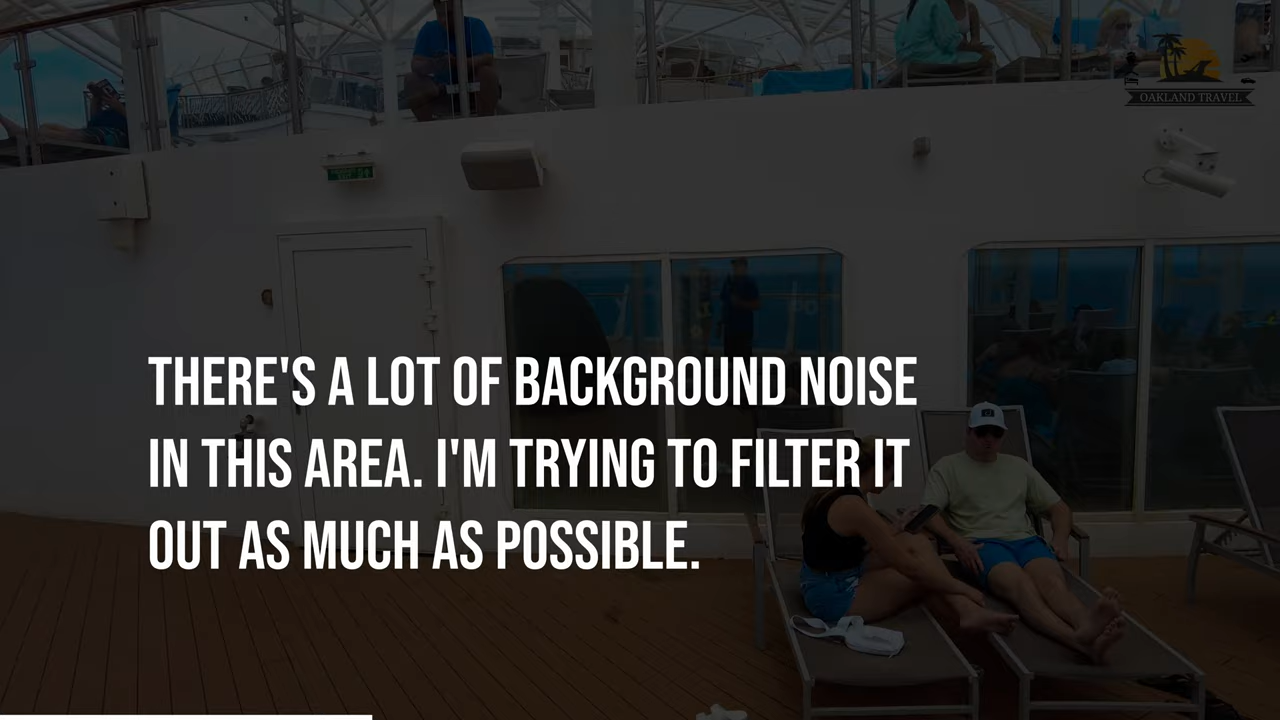 OAKLAND TRAVEL
THERE'S A LOT OF BACKGROUND NOISE
IN THIS AREA. I'M TRYING TO FILTER IT
OUT AS MUCH AS POSSIBLE.